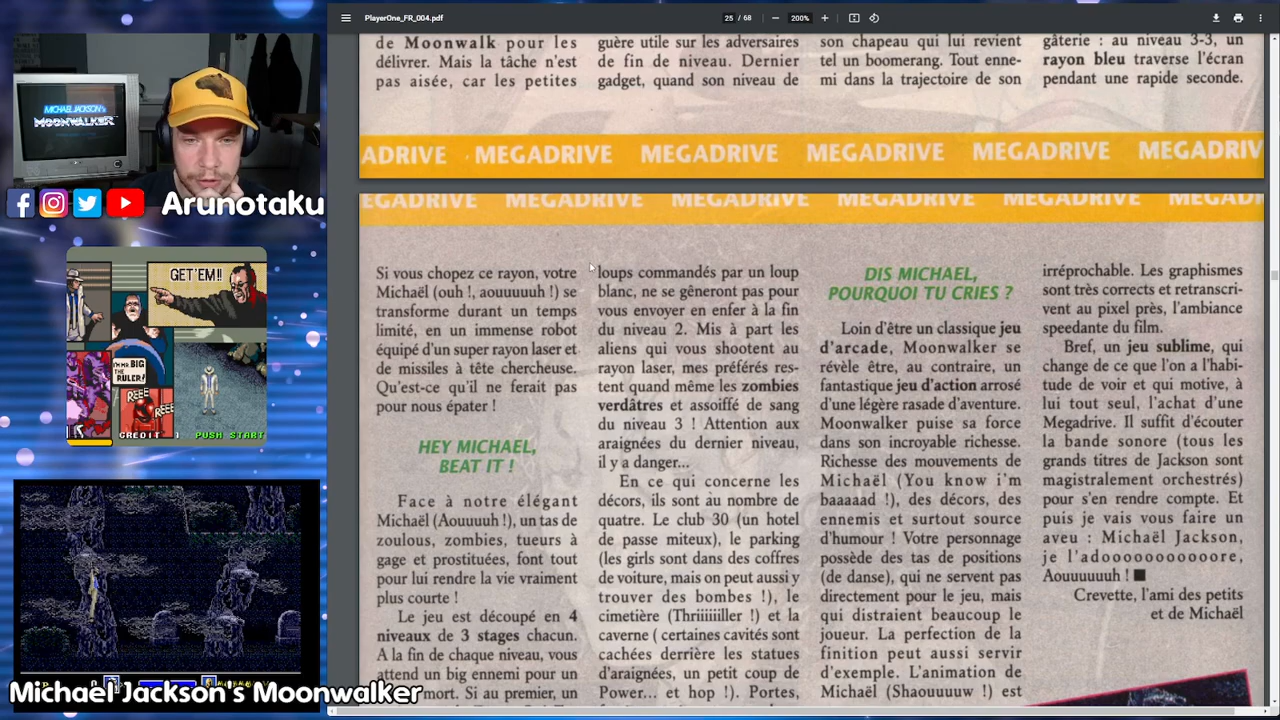 PlayerOne_FR_004.pdf
25 / 68
200%
MICHAEL JACKSON'S
MOONWALKER
Arunotaku
GET'EM!!
I'M MR. BIG
THE
RULER!
REEE
REEE
CREDIT
PUSH START
Michael Jackson's Moonwalker
de Moonwalk pour les
délivrer. Mais la tâche n'est
pas aisée, car les petites
guère utile sur les adversaires
de fin de niveau. Dernier
gadget, quand son niveau de
son chapeau qui lui revient
tel un boomerang. Tout enne-
mi dans la trajectoire de son
gâterie : au niveau 3-3, un
rayon bleu traverse l'écran
pendant une rapide seconde.
ADRIVE MEGADRIVE MEGADRIVE MEGADRIVE MEGADRIVE MEGADRIV
EGADRIVE MEGADRIVE MEGADRIVE MEGADRIVE MEGADRIVE MEGAD
Si vous chopez ce rayon, votre
Michaël (ouh !, aouuuuuh !) se
transforme durant un temps
limité, en un immense robot
équipé d'un super rayon laser et
de missiles à tête chercheuse.
Qu'est-ce qu'il ne ferait pas
pour nous épater !
HEY MICHAEL,
BEAT IT !
Face à notre élégant
Michaël (Aouuuuh !), un tas de
zoulous, zombies, tueurs à
gage et prostituées, font tout
pour lui rendre la vie vraiment
plus courte !
Le jeu est découpé en 4
niveaux de 3 stages chacun.
A la fin de chaque niveau, vous
attend un big ennemi pour un
mort. Si au premier, un
loups commandés par un loup
blanc, ne se gêneront pas pour
vous envoyer en enfer à la fin
du niveau 2. Mis à part les
aliens qui vous shootent au
rayon laser, mes préférés res-
tent quand même les zombies
verdâtres et assoiffé de sang
du niveau 3 ! Attention aux
araignées du dernier niveau,
il y a danger...
En ce qui concerne les
décors, ils sont au nombre de
quatre. Le club 30 (un hotel
de passe miteux), le parking
(les girls sont dans des coffres
de voiture, mais on peut aussi y
trouver des bombes !), le
cimetière (Thriiiiiiller !) et la
caverne ( certaines cavités sont
cachées derrière les statues
d'araignées, un petit coup de
Power... et hop !). Portes,
DIS MICHAEL,
POURQUOI TU CRIES ?
Loin d'être un classique jeu
d'arcade, Moonwalker se
révèle être, au contraire, un
fantastique jeu d'action arrosé
d'une légère rasade d'aventure.
Moonwalker puise sa force
dans son incroyable richesse.
Richesse des mouvements de
Michaël (You know i'm
baaaaad !), des décors, des
ennemis et surtout source
d'humour ! Votre personnage
possède des tas de positions
(de danse), qui ne servent pas
directement pour le jeu, mais
qui distraient beaucoup le
joueur. La perfection de la
finition peut aussi servir
d'exemple. L'animation de
Michaël (Shaouuuuw !) est
irréprochable. Les graphismes
sont très corrects et retranscri-
vent au pixel près, l'ambiance
speedante du film.
Bref, un jeu sublime, qui
change de ce que l'on a l'habi-
tude de voir et qui motive, à
lui tout seul, l'achat d'une
Megadrive. Il suffit d'écouter
la bande sonore (tous les
grands titres de Jackson sont
magistralement orchestrés)
pour s'en rendre compte. Et
puis je vais vous faire un
aveu : Michaël Jackson,
je l'adoooooooooore,
Aouuuuuuh !
Crevette, l'ami des petits
et de Michaël